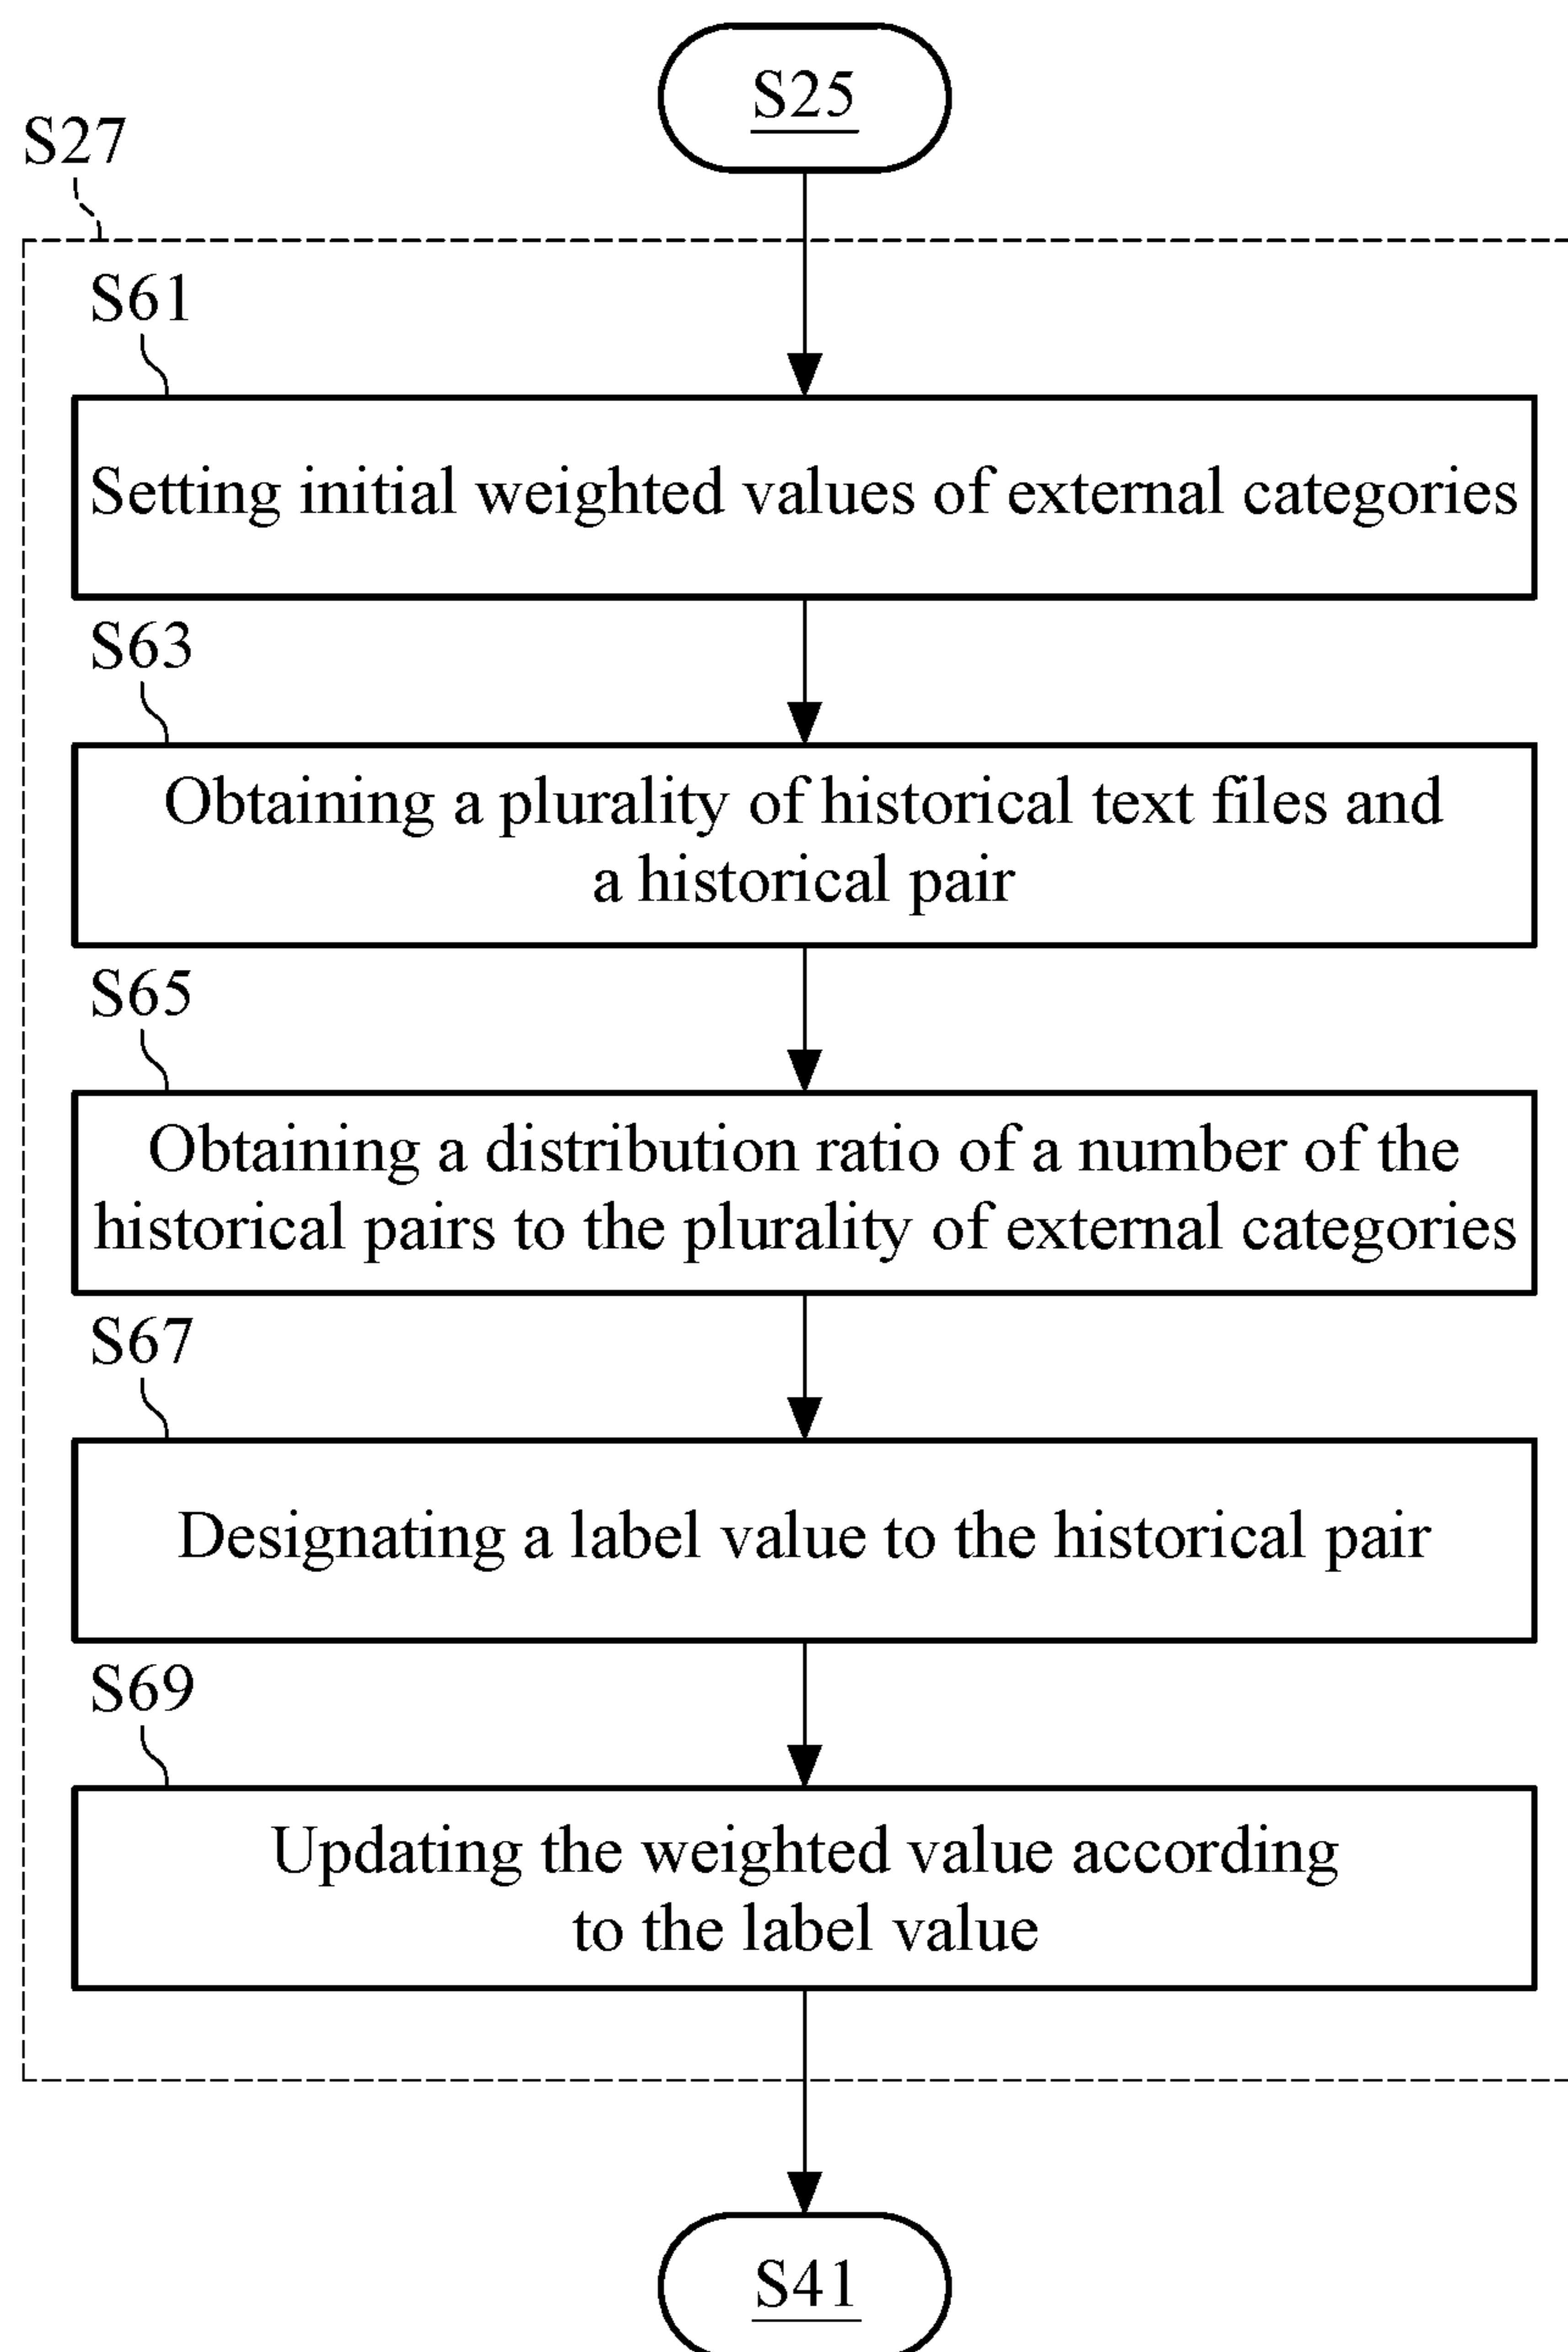 S25
S27
S61
Setting initial weighted values of external categories
S63
Obtaining a plurality of historical text files and
a historical pair
S65
Obtaining a distribution ratio of a number of the
historical pairs to the plurality of external categories
S67
Designating a label value to the historical pair
S69
Updating the weighted value according
to the label value
S41